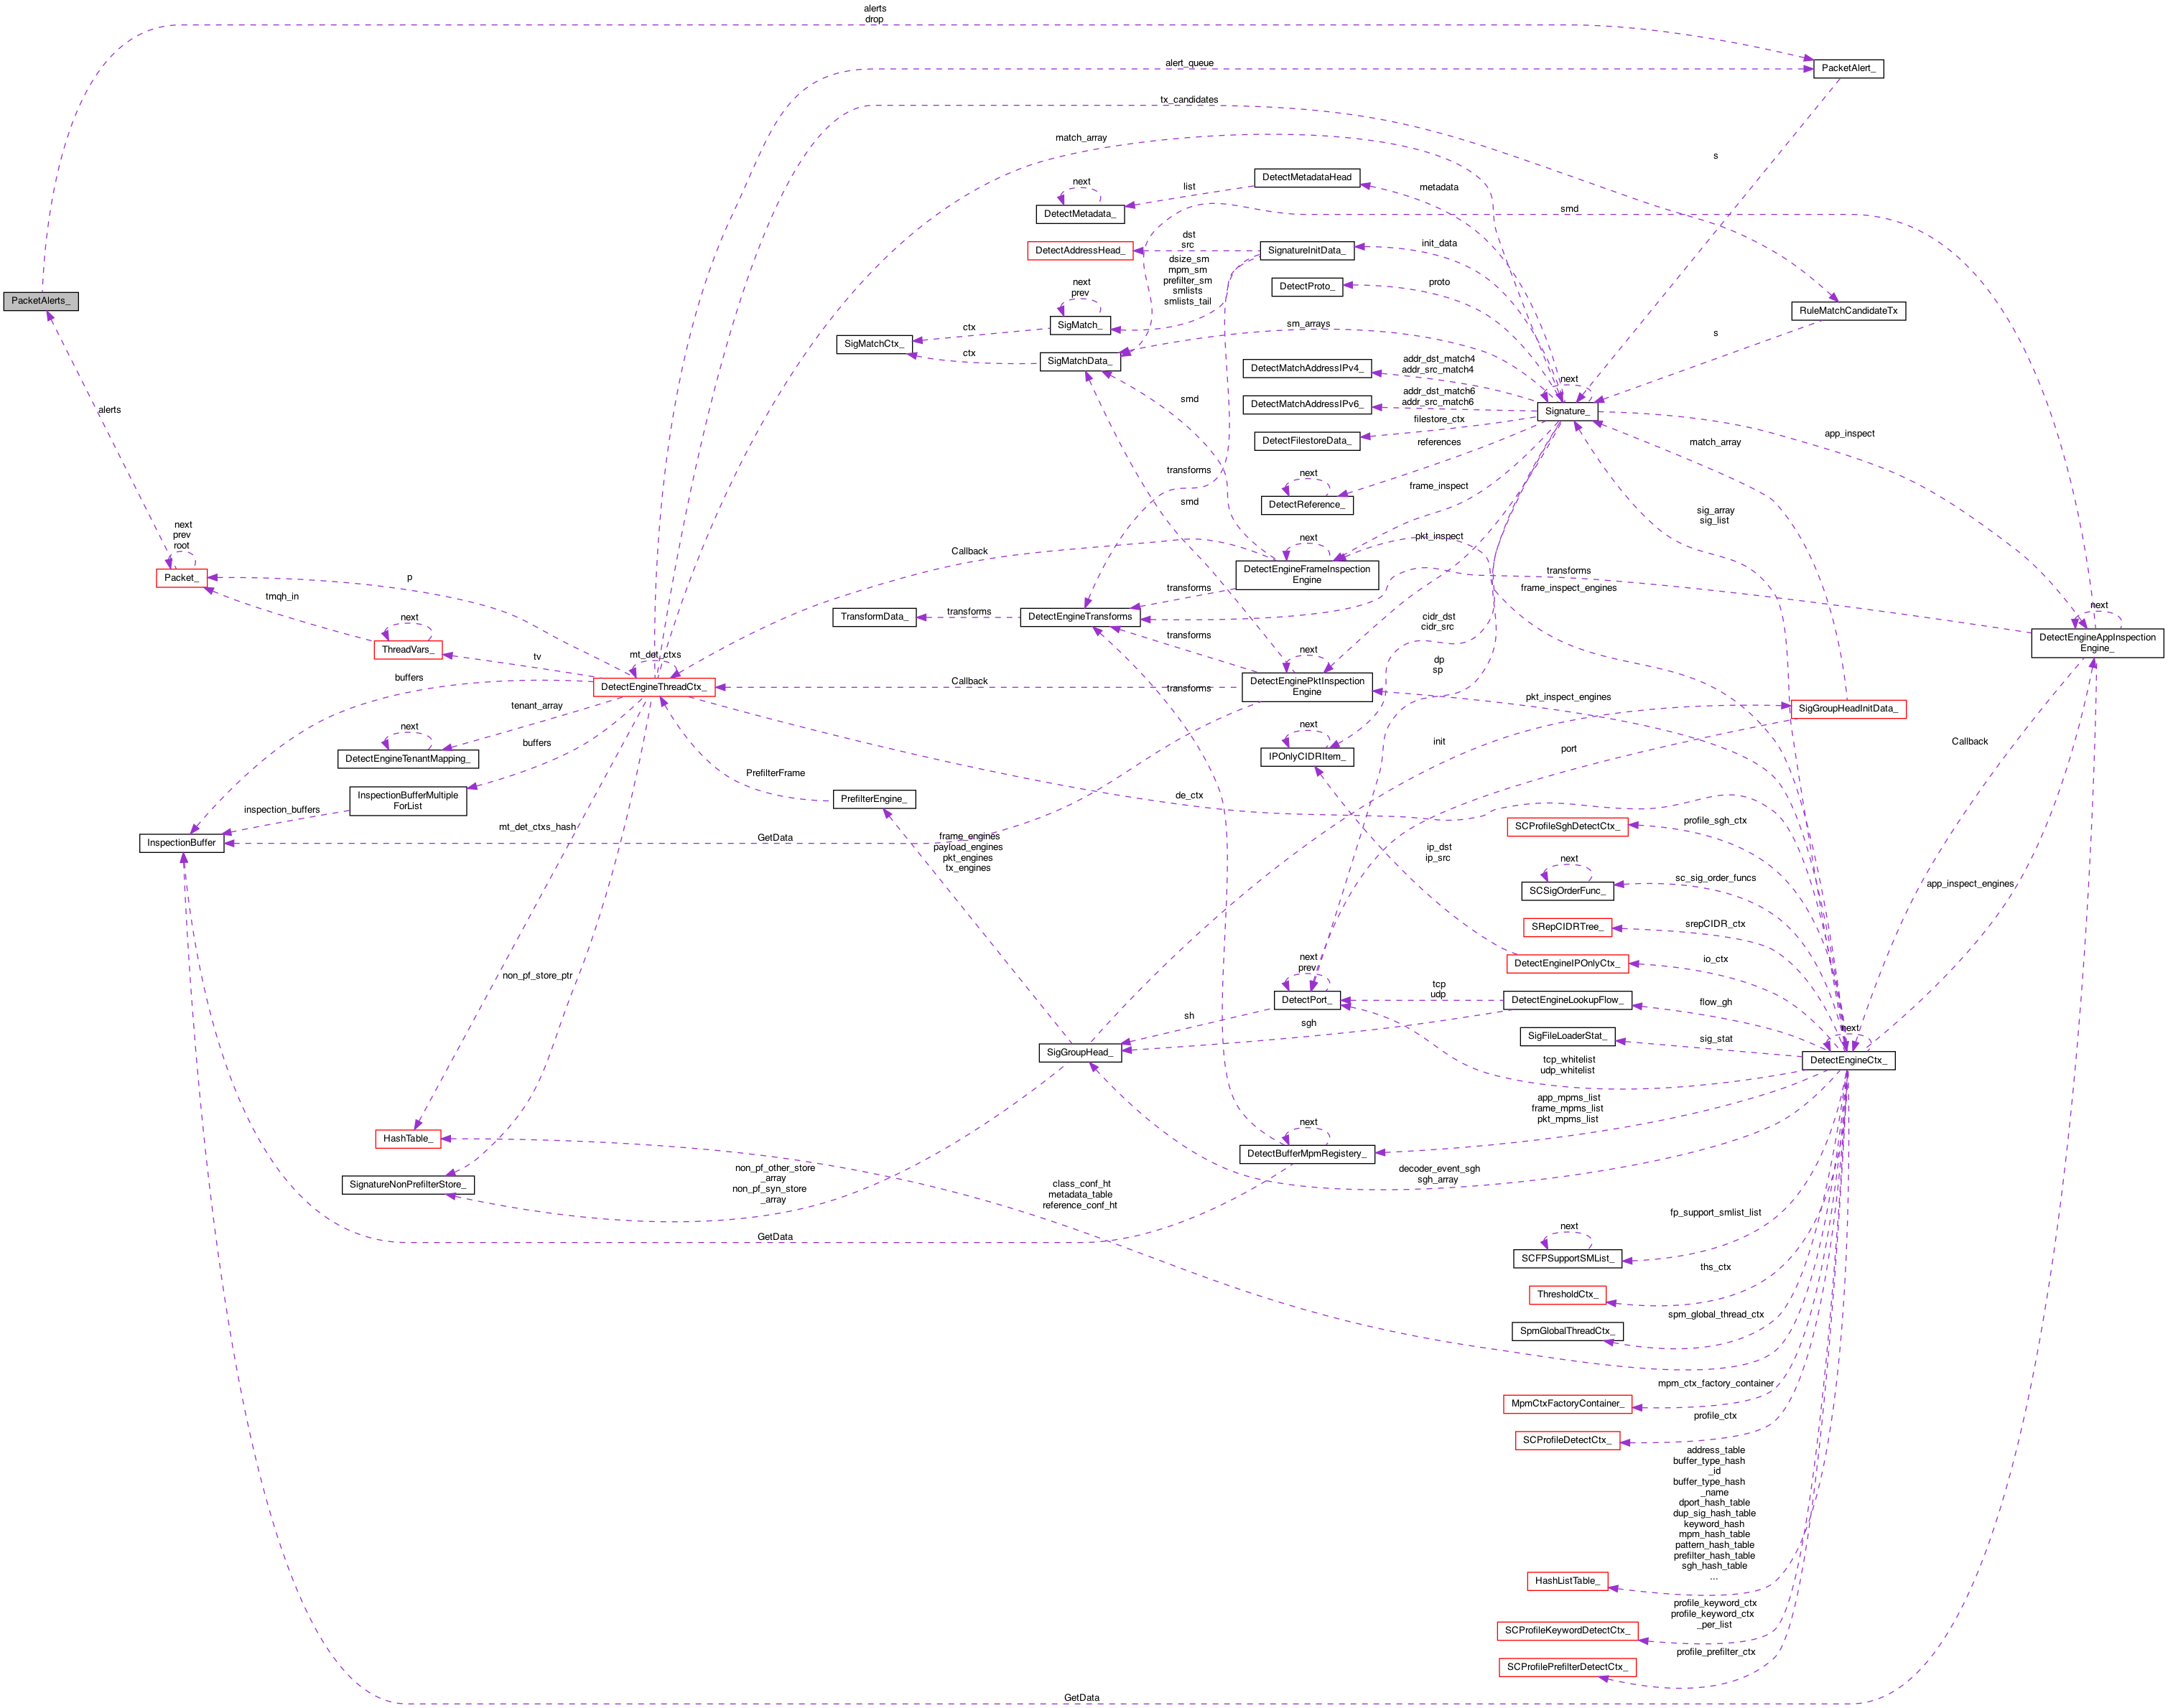 alerts
drop
PacketAlert_
alert_queue
tx_candidates
match_array
s
DetectMetadataHead
metadata
next
list
DetectMetadata_
smd
dst
src
DetectAddressHead_
SignatureInitData_
init_data
dsize_sm
mpm_sm
prefilter_sm
smlists
smlists_tail
DetectProto_
proto
PacketAlerts_
next
prev
SigMatch_
ctx
SigMatchCtx_
RuleMatchCandidateTx
sm_arrays
s
ctx
SigMatchData_
DetectMatchAddressIPv4_
addr_dst_match4
addr_src_match4
next
smd
DetectMatchAddressIPv6_
addr_dst_match6
addr_src_match6
Signature_
alerts
filestore_ctx
DetectFilestoreData_
references
match_array
app_inspect
transforms
next
frame_inspect
DetectReference_
smd
sig_array
sig_list
next
prev
root
Packet_
Callback
next
pkt_inspect
DetectEngineFrameInspection
Engine
transforms
p
tmqh_in
transforms
frame_inspect_engines
TransformData_
transforms
DetectEngineTransforms
next
ThreadVars_
cidr_dst
cidr_src
next
DetectEngineAppInspection
Engine_
transforms
tv
mt_det_ctxs
next
dp
sp
buffers
DetectEngineThreadCtx_
Callback
DetectEnginePktInspection
Engine
transforms
pkt_inspect_engines
SigGroupHeadInitData_
tenant_array
next
DetectEngineTenantMapping_
buffers
next
IPOnlyCIDRItem_
init
port
Callback
PrefilterFrame
InspectionBufferMultiple
ForList
PrefilterEngine_
de_ctx
inspection_buffers
mt_det_ctxs_hash
SCProfileSghDetectCtx_
profile_sgh_ctx
InspectionBuffer
GetData
frame_engines
payload_engines
pkt_engines
tx_engines
ip_dst
ip_src
next
SCSigOrderFunc_
sc_sig_order_funcs
app_inspect_engines
SRepCIDRTree_
srepCIDR_ctx
non_pf_store_ptr
next
prev
DetectPort_
DetectEngineIPOnlyCtx_
io_ctx
tcp
udp
DetectEngineLookupFlow_
flow_gh
sh
sgh
SigFileLoaderStat_
sig_stat
next
SigGroupHead_
DetectEngineCtx_
tcp_whitelist
udp_whitelist
app_mpms_list
frame_mpms_list
pkt_mpms_list
next
HashTable_
DetectBufferMpmRegistery_
decoder_event_sgh
sgh_array
SignatureNonPrefilterStore_
non_pf_other_store
_array
non_pf_syn_store
_array
class_conf_ht
metadata_table
reference_conf_ht
fp_support_smlist_list
GetData
next
SCFPSupportSMList_
ths_ctx
ThresholdCtx_
spm_global_thread_ctx
SpmGlobalThreadCtx_
mpm_ctx_factory_container
MpmCtxFactoryContainer_
profile_ctx
SCProfileDetectCtx_
address_table
buffer_type_hash
_id
buffer_type_hash
_name
dport_hash_table
dup_sig_hash_table
keyword_hash
mpm_hash_table
pattern_hash_table
prefilter_hash_table
sgh_hash_table
...
HashListTable_
profile_keyword_ctx
profile_keyword_ctx
_per_list
SCProfileKeywordDetectCtx_
profile_prefilter_ctx
SCProfilePrefilterDetectCtx_
GetData